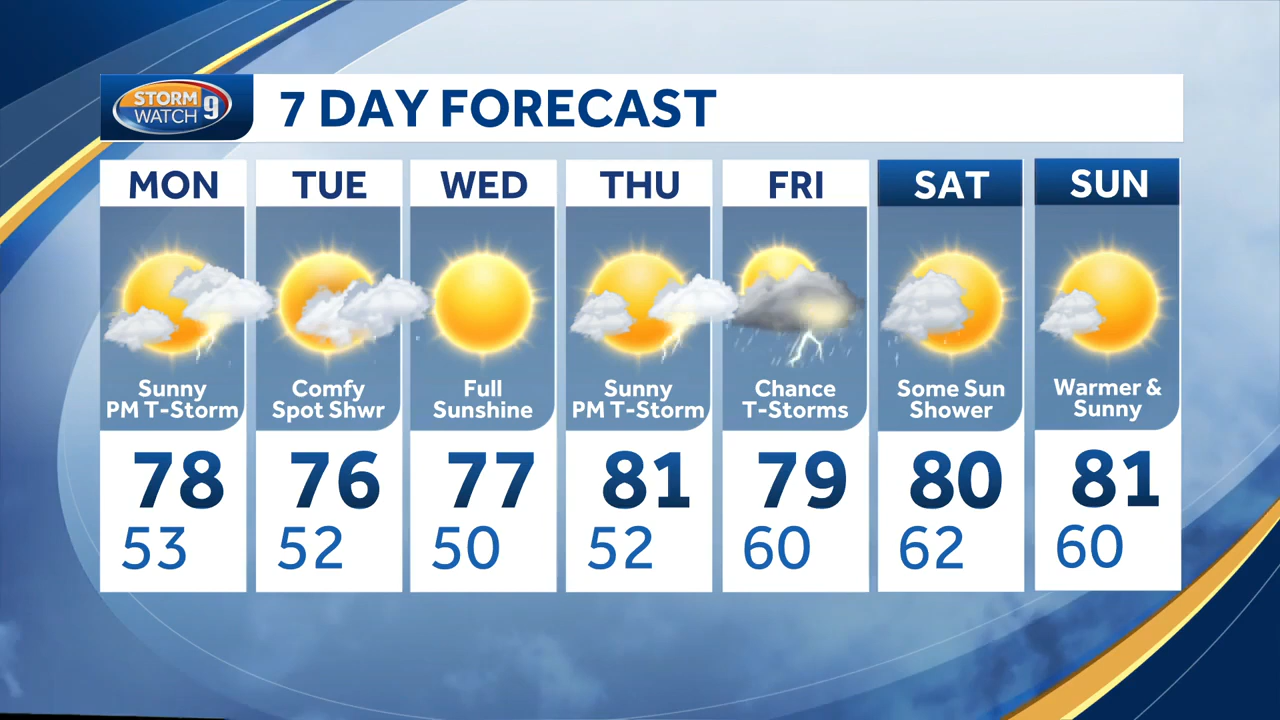 STORM
WATCH 9
7 DAY FORECAST
MON TUE WED THU FRI SAT SUN
Sunny Comfy Full Sunny Chance Some Sun Warmer &
PM T-Storm Spot Shwr Sunshine PM T-Storm T-Storms Shower Sunny
78 76 77 81 79 80 81
53 52 50 52 60 62 60